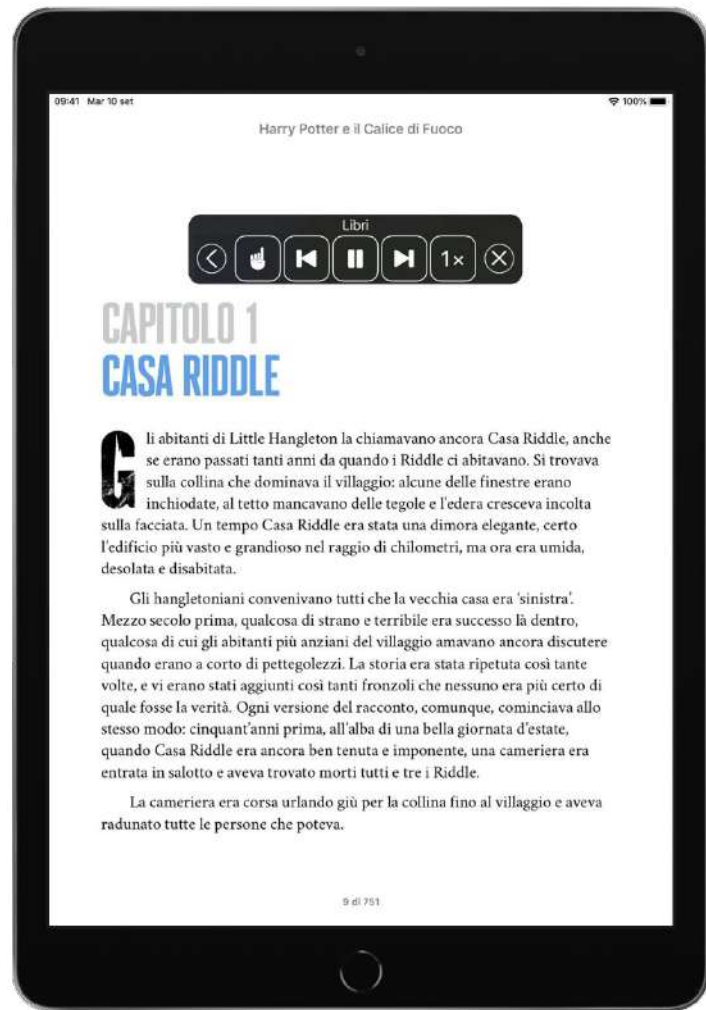 09:41 Mar 10 set
100%
Harry Potter e il Calice di Fuoco
Libri
1×
CAPITOLO 1
CASA RIDDLE
Gli abitanti di Little Hangleton la chiamavano ancora Casa Riddle, anche
se erano passati tanti anni da quando i Riddle ci abitavano. Si trovava
sulla collina che dominava il villaggio: alcune delle finestre erano
inchiodate, al tetto mancavano delle tegole e l'edera cresceva incolta
sulla facciata. Un tempo Casa Riddle era stata una dimora elegante, certo
l'edificio più vasto e grandioso nel raggio di chilometri, ma ora era umida,
desolata e disabitata.
Gli hangletoniani convenivano tutti che la vecchia casa era 'sinistra'.
Mezzo secolo prima, qualcosa di strano e terribile era successo là dentro,
qualcosa di cui gli abitanti più anziani del villaggio amavano ancora discutere
quando erano a corto di pettegolezzi. La storia era stata ripetuta così tante
volte, e vi erano stati aggiunti così tanti fronzoli che nessuno era più certo di
quale fosse la verità. Ogni versione del racconto, comunque, cominciava allo
stesso modo: cinquant'anni prima, all'alba di una bella giornata d'estate,
quando Casa Riddle era ancora ben tenuta e imponente, una cameriera era
entrata in salotto e aveva trovato morti tutti e tre i Riddle.
La cameriera era corsa urlando giù per la collina fino al villaggio e aveva
radunato tutte le persone che poteva.
9 di 751